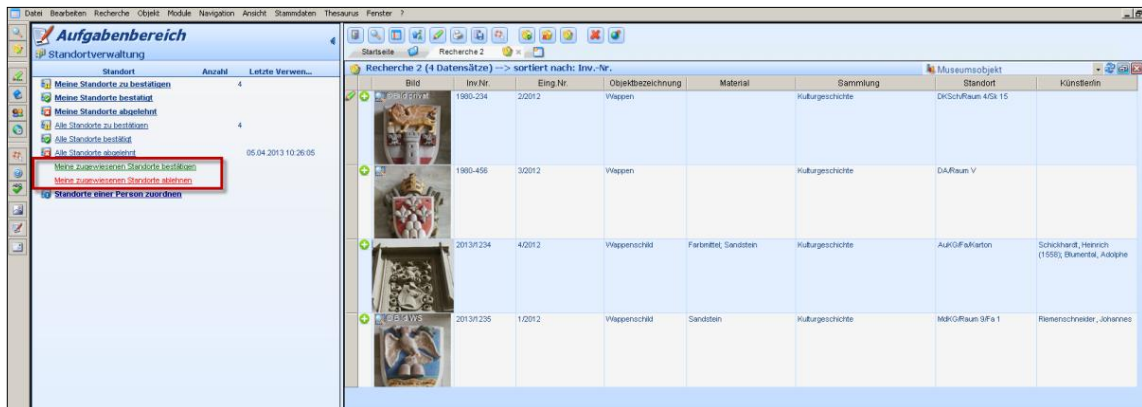 Datei Bearbeiten Recherche Objekt Module Navigation Ansicht Stammdaten Thesaurus Fenster ?
Aufgabenbereich
Standortverwaltung
Standort Anzahl Letzte Verwen...
Meine Standorte zu bestätigen 4
Meine Standorte bestätigt
Meine Standorte abgelehnt
Alle Standorte zu bestätigen 4
Alle Standorte bestätigt
Alle Standorte abgelehnt 05.04.2013 10:26:05
Meine zugewiesenen Standorte bestätigen
Meine zugewiesenen Standorte ablehnen
Standorte einer Person zuordnen
Startseite Recherche 2
Recherche 2 (4 Datensätze) --> sortiert nach: Inv.-Nr. Museumsobjekt
Bild Inv.Nr. Eing.Nr. Objektbezeichnung Material Sammlung Standort KünstlerIn
©Bild privat 1980-234 2/2012 Wappen Kulturgeschichte DKSch/Raum 4/Sk 15
1980-456 3/2012 Wappen Kulturgeschichte DA/Raum V
2013/1234 4/2012 Wappenschild Farbmittel; Sandstein Kulturgeschichte AuKG/Fa/Karton Schickhardt, Heinrich
(1558); Blumental, Adolphe
©Bild WS 2013/1235 1/2012 Wappenschild Sandstein Kulturgeschichte MdKG/Raum 9/Fa 1 Riemenschneider, Johannes